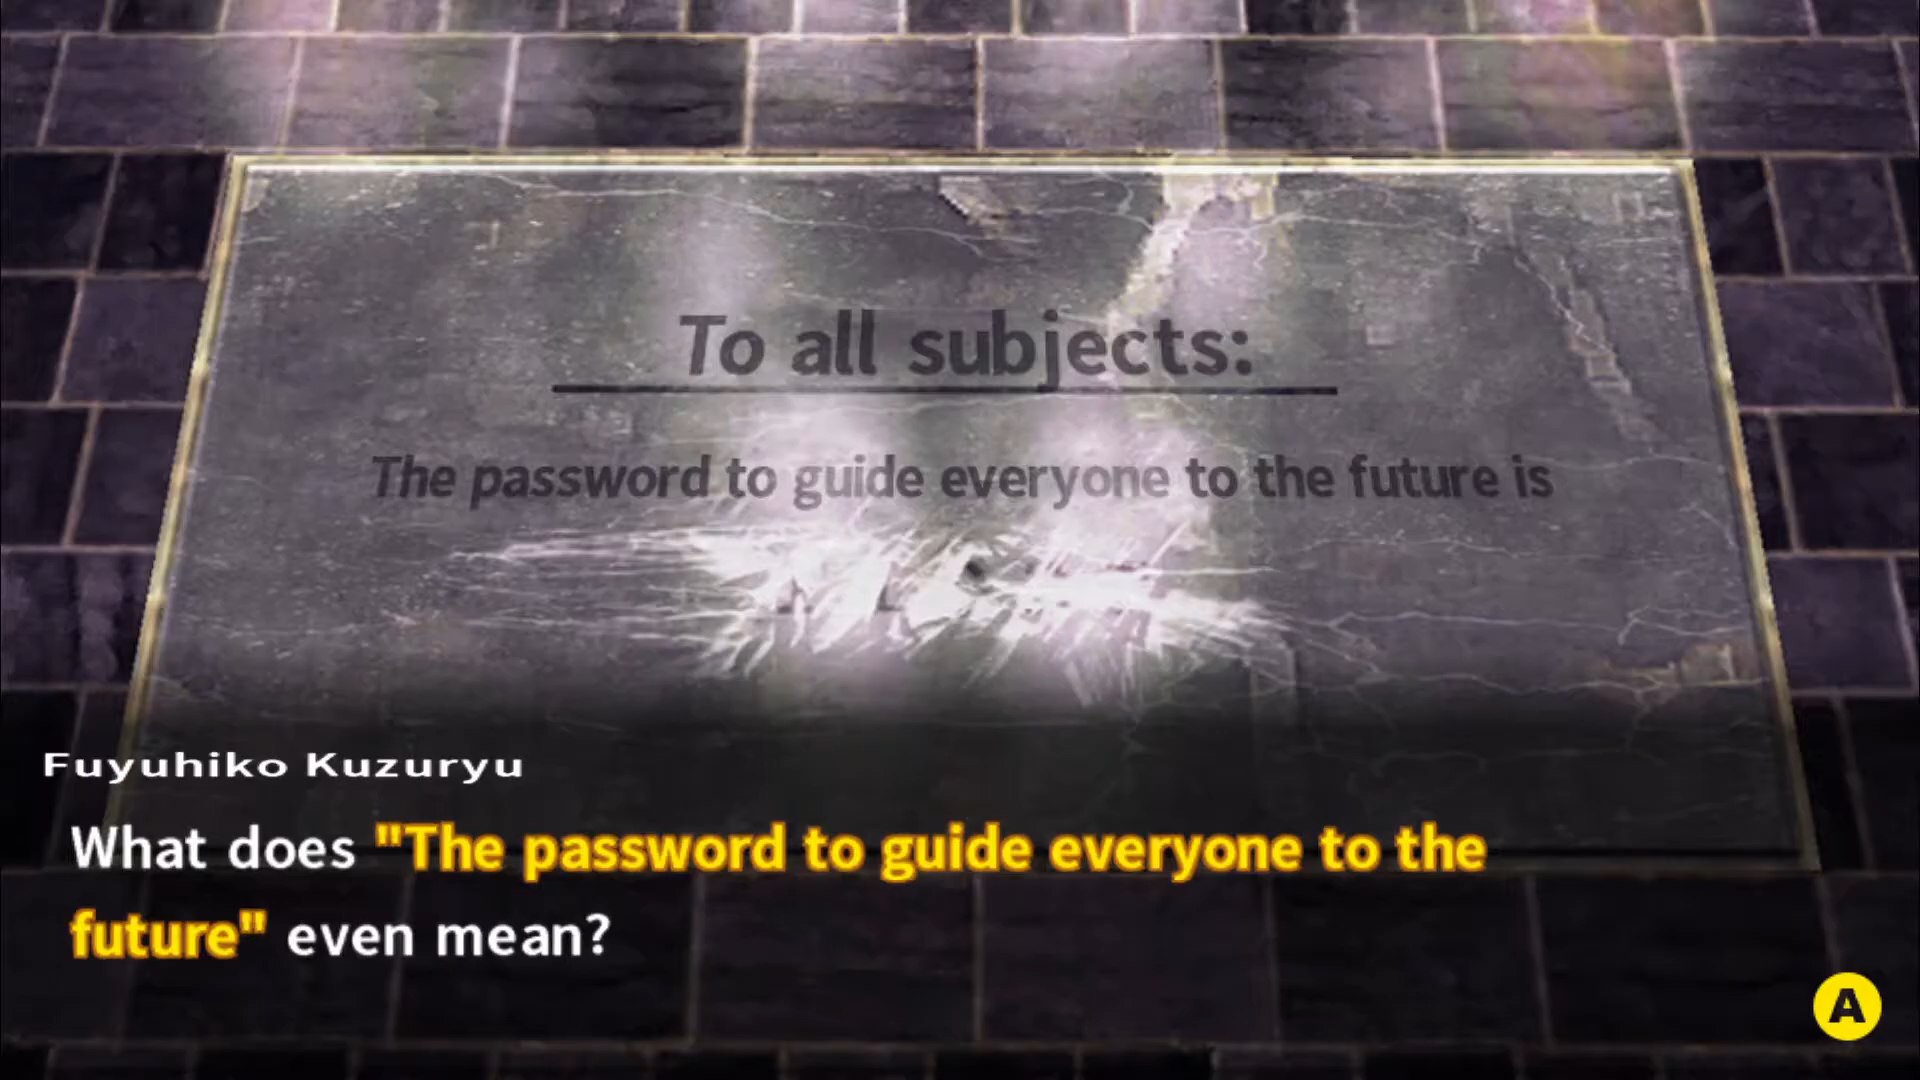 To all subjects:
The password to guide everyone to the future is
Fuyuhiko Kuzuryu
What does "The password to guide everyone to the
future" even mean?
A